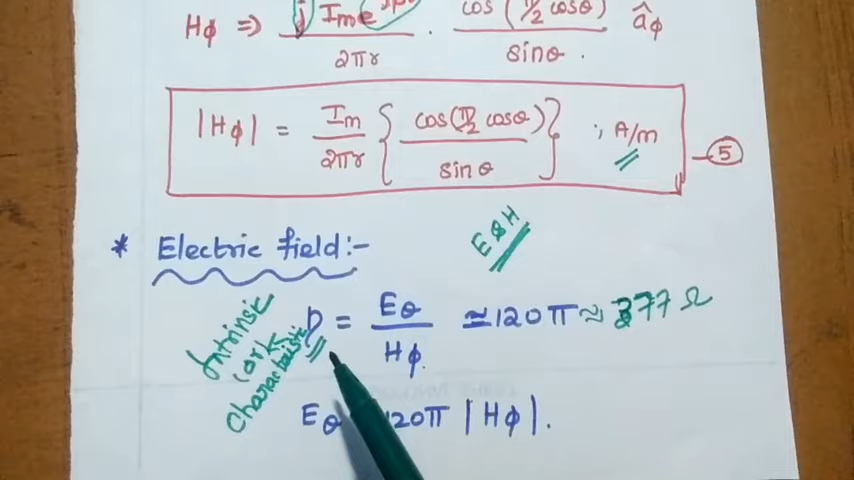 Hφ ⇒ j Im e / 2πr . cos(π/2 cosθ) / sinθ . âφ
|Hφ| = Im / 2πr { cos(π/2 cosθ) / sinθ } ; A/m
5
E & H
* Electric field:-
Intrinsic (or) Characteristic
η = Eθ / Hφ ≃ 120π ≈ 377 Ω
Eθ 120π |Hφ|.